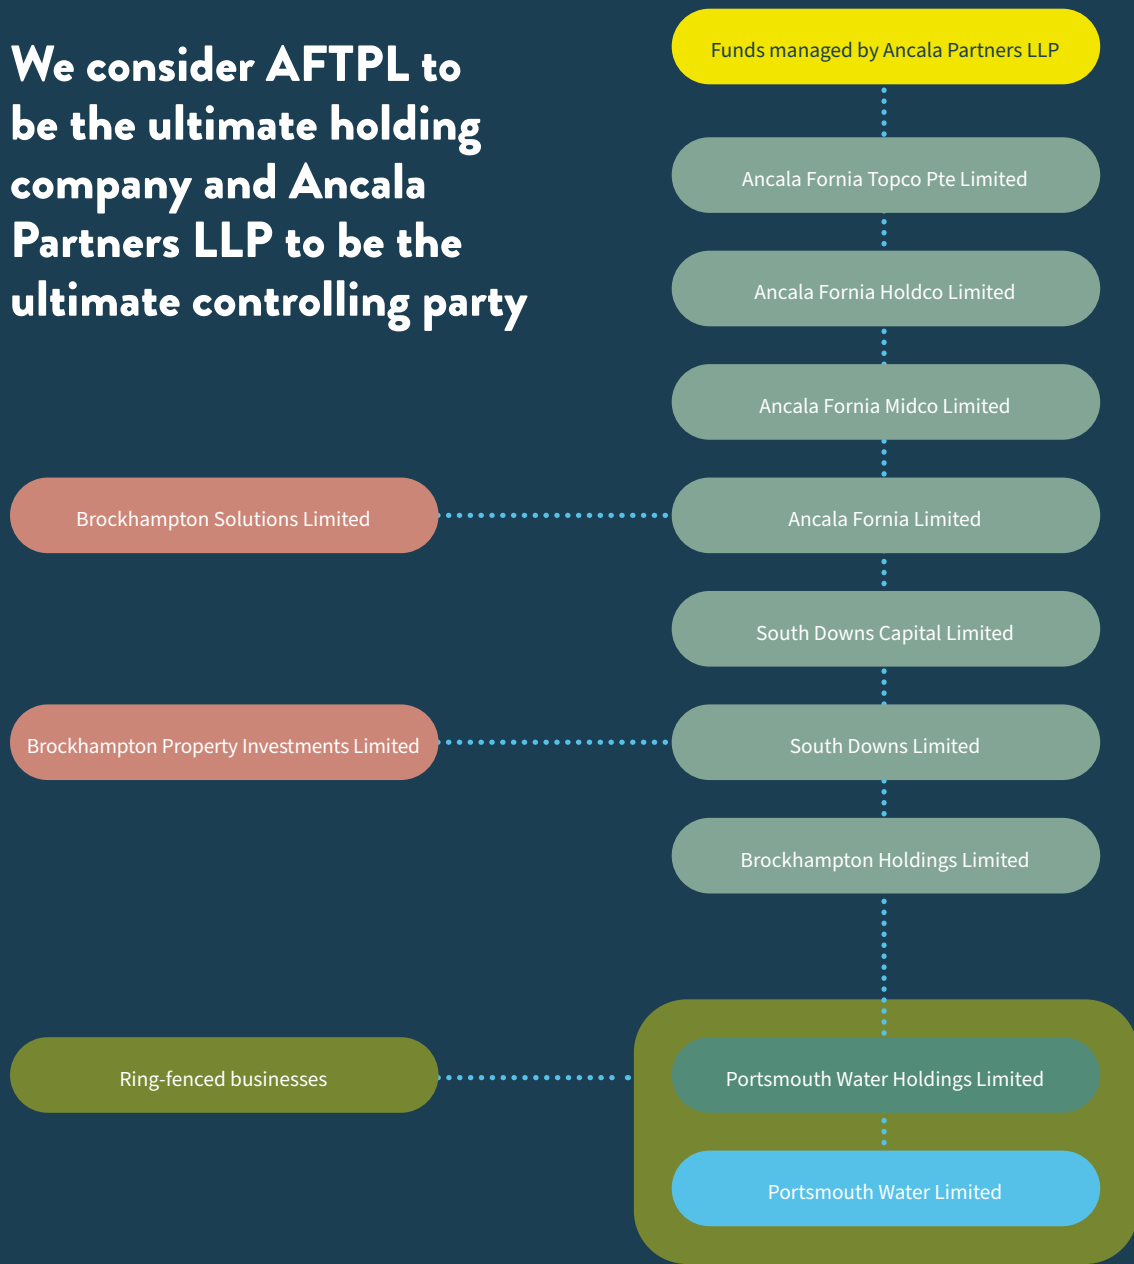 We consider AFTPL to
be the ultimate holding
company and Ancala
Partners LLP to be the
ultimate controlling party
Funds managed by Ancala Partners LLP
Ancala Fornia Topco Pte Limited
Ancala Fornia Holdco Limited
Ancala Fornia Midco Limited
Brockhampton Solutions Limited
Ancala Fornia Limited
South Downs Capital Limited
Brockhampton Property Investments Limited
South Downs Limited
Brockhampton Holdings Limited
Ring-fenced businesses
Portsmouth Water Holdings Limited
Portsmouth Water Limited